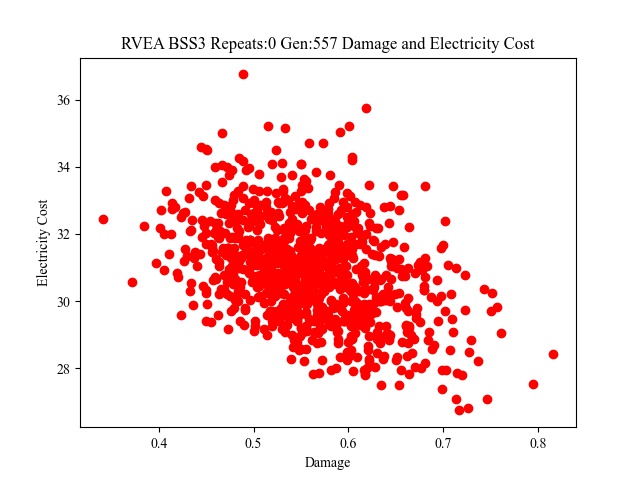 RVEA BSS3 Repeats:0 Gen:557 Damage and Electricity Cost
36
34
32
30
28
Electricity Cost
0.4 0.5 0.6 0.7 0.8
Damage